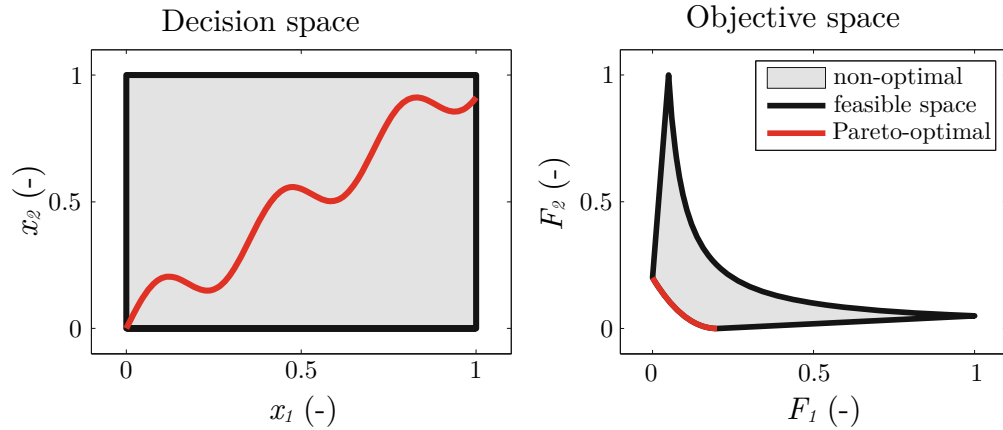 Decision space
1
0.5
0
x2 (-)
0
0.5
1
x1 (-)
Objective space
non-optimal
feasible space
Pareto-optimal
1
0.5
0
F2 (-)
0
0.5
1
F1 (-)